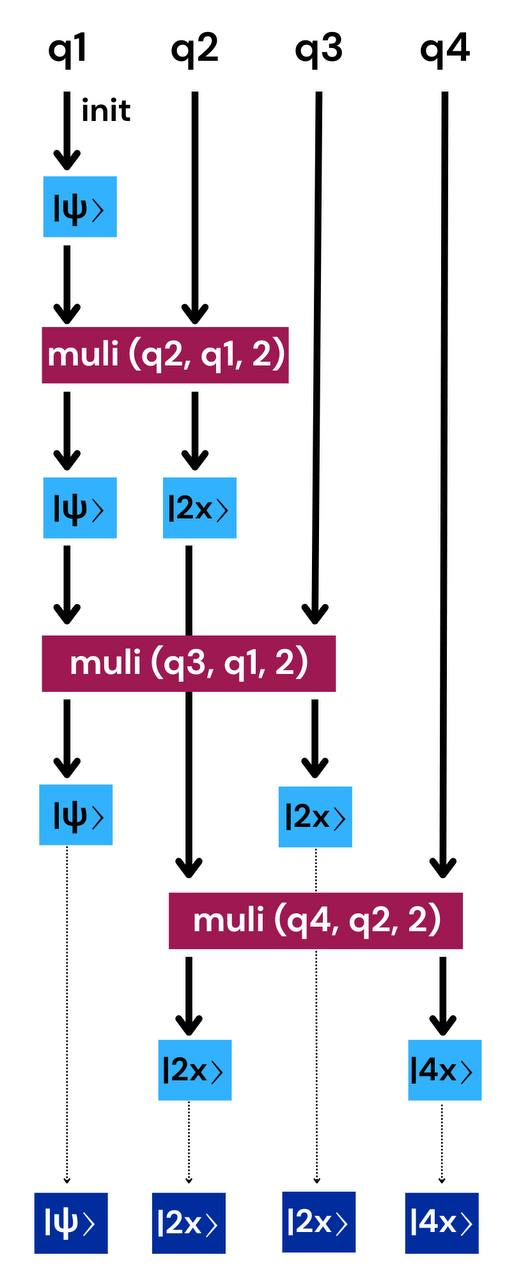 q1 q2 q3 q4
init
|ψ〉
muli (q2, q1, 2)
|ψ〉 |2x〉
muli (q3, q1, 2)
|ψ〉 |2x〉
muli (q4, q2, 2)
|2x〉 |4x〉
|ψ〉 |2x〉 |2x〉 |4x〉